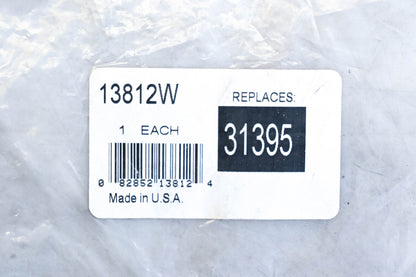 13812W
1 EACH
0 82852 13812 4
Made in U.S.A.
REPLACES:
31395